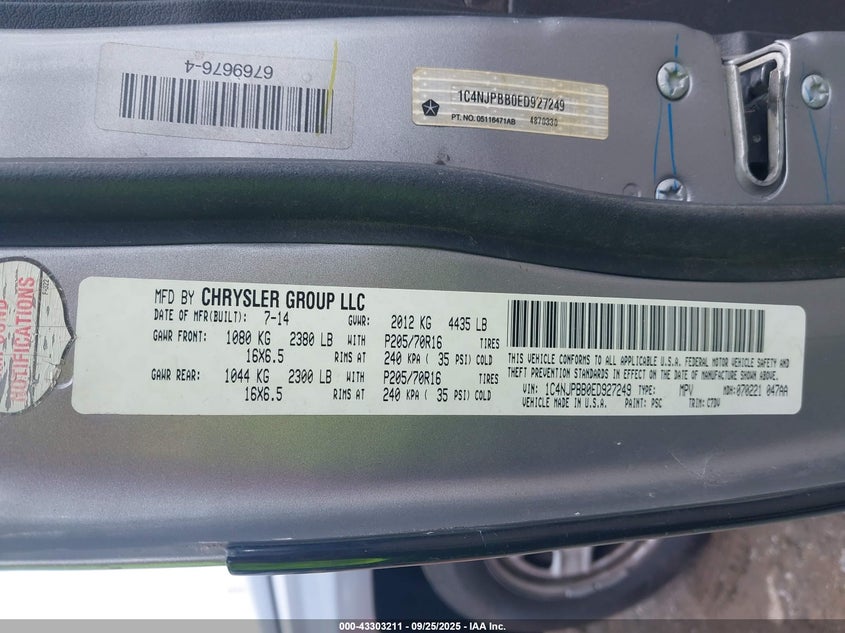 6769676-4
1C4NJPBB0ED927249
PT. NO. 05116471AB 4870330
NOTIFICATIONS
MFD BY CHRYSLER GROUP LLC
DATE OF MFR(BUILT): 7-14 GVWR: 2012 KG 4435 LB
GAWR FRONT: 1080 KG 2380 LB WITH P205/70R16 TIRES
16X6.5 RIMS AT 240 KPA ( 35 PSI) COLD
GAWR REAR: 1044 KG 2300 LB WITH P205/70R16 TIRES
16X6.5 RIMS AT 240 KPA ( 35 PSI) COLD
THIS VEHICLE CONFORMS TO ALL APPLICABLE U.S.A. FEDERAL MOTOR VEHICLE SAFETY AND
THEFT PREVENTION STANDARDS IN EFFECT ON THE DATE OF MANUFACTURE SHOWN ABOVE.
VIN: 1C4NJPBB0ED927249 TYPE: MPV MDH:070221 047AA
VEHICLE MADE IN U.S.A. PAINT: PSC TRIM: C7DV
000-43303211 - 09/25/2025 - IAA Inc.